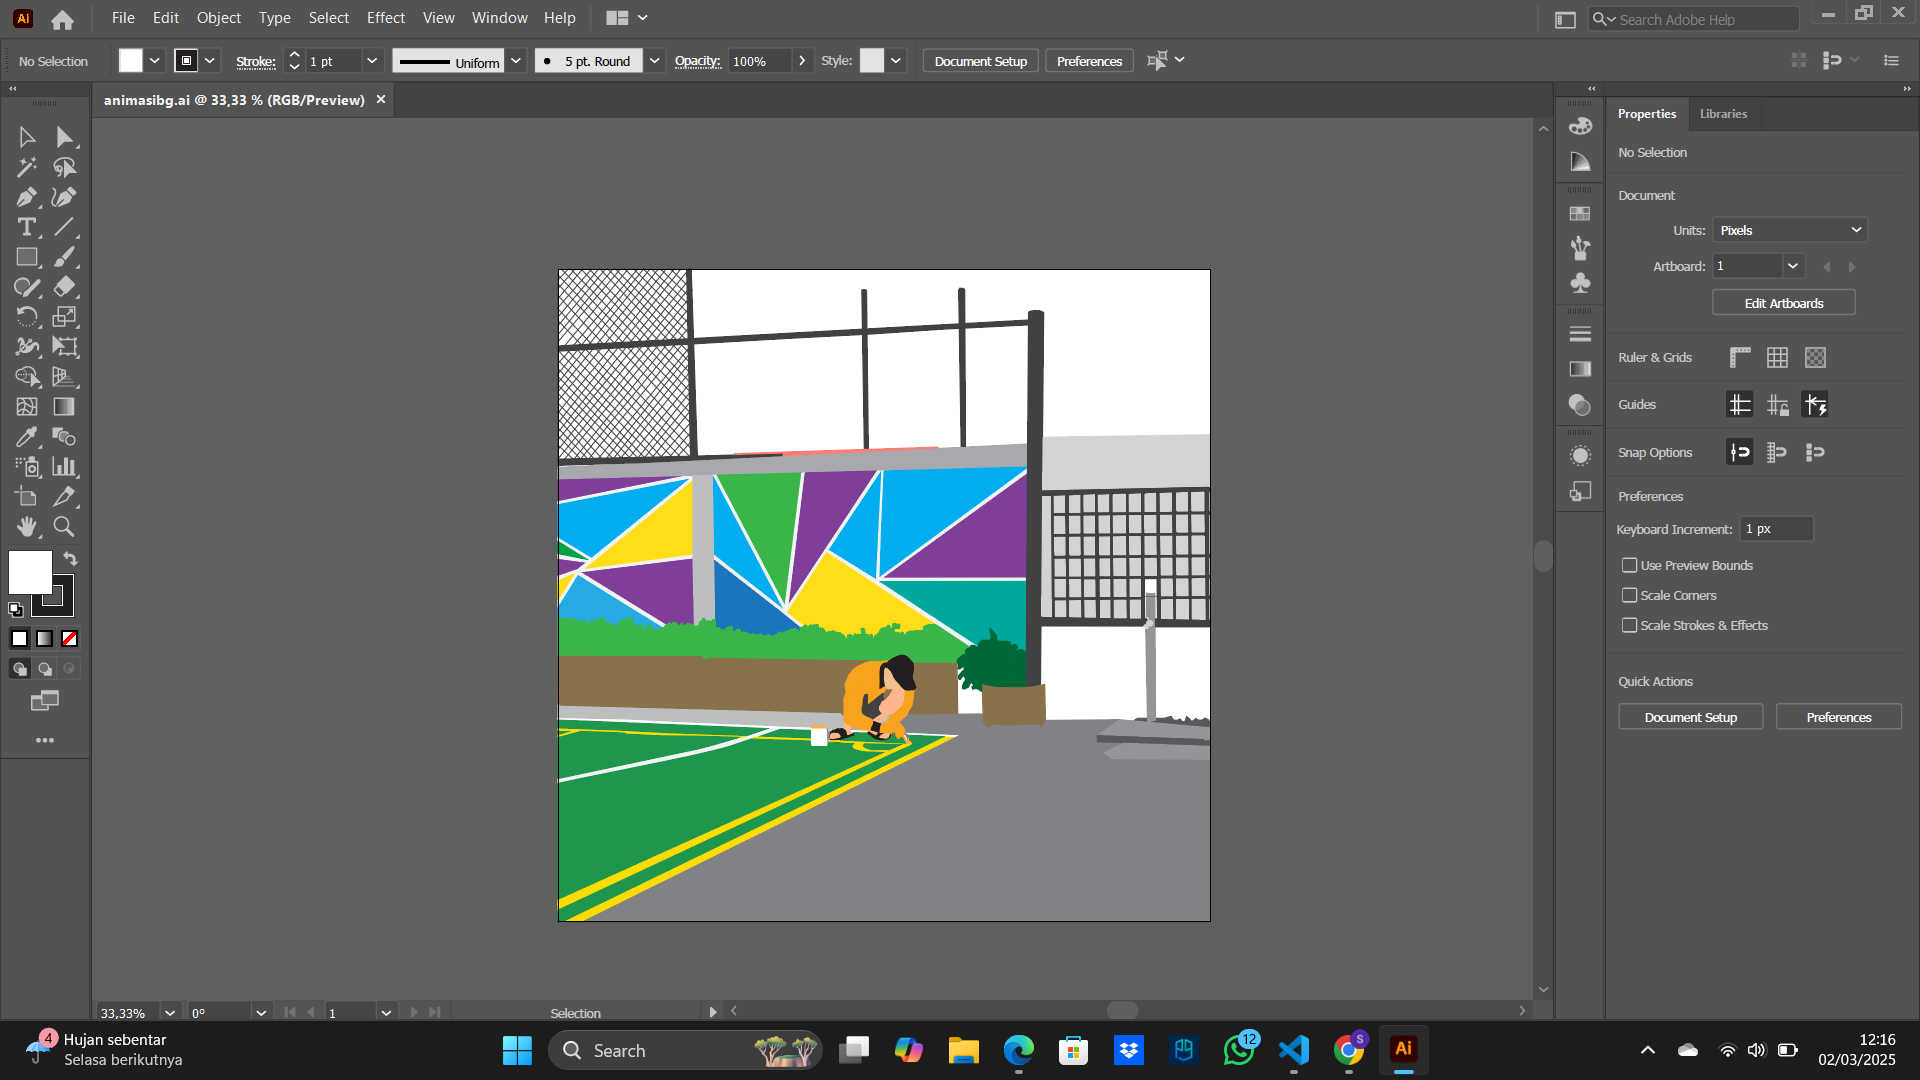 Ai File Edit Object Type Select Effect View Window Help Search Adobe Help
No Selection Stroke: 1 pt Uniform 5 pt. Round Opacity: 100% Style: Document Setup Preferences
animasibg.ai @ 33,33 % (RGB/Preview)
Properties Libraries
No Selection
Document
Units: Pixels
Artboard: 1
Edit Artboards
Ruler & Grids
Guides
Snap Options
Preferences
Keyboard Increment: 1 px
Use Preview Bounds
Scale Corners
Scale Strokes & Effects
Quick Actions
Document Setup Preferences
33,33% 0° 1 Selection
4 Hujan sebentar
Selasa berikutnya
Search
12
S
Ai
12:16
02/03/2025